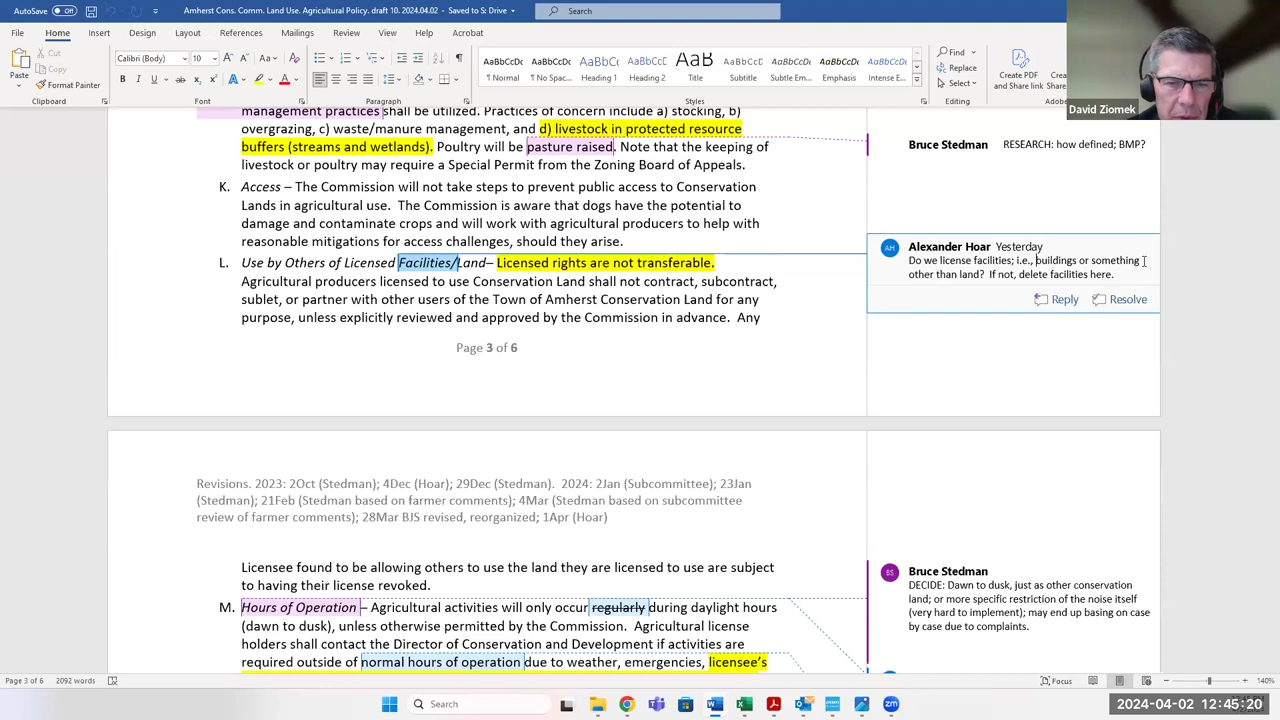 AutoSave Off
Amherst Cons. Comm. Land Use. Agricultural Policy. draft 10. 2024.04.02 - Saved to S: Drive
Search
File Home Insert Design Layout References Mailings Review View Help Acrobat
Paste
Cut
Copy
Format Painter
Clipboard
Calibri (Body) 10
Font
Paragraph
AaBbCcDc AaBbCcDc AaBbCc AaBbCcC AaB AaBbCcD AaBbCcDt AaBbCcDt AaBbCcDt
¶ Normal ¶ No Spac... Heading 1 Heading 2 Title Subtitle Subtle Em... Emphasis Intense E...
Styles
Find
Replace
Select
Editing
Create PDF
and Share link
David Ziomek
management practices shall be utilized. Practices of concern include a) stocking, b)
overgrazing, c) waste/manure management, and d) livestock in protected resource
buffers (streams and wetlands). Poultry will be pasture raised. Note that the keeping of
livestock or poultry may require a Special Permit from the Zoning Board of Appeals.
K. Access – The Commission will not take steps to prevent public access to Conservation
Lands in agricultural use. The Commission is aware that dogs have the potential to
damage and contaminate crops and will work with agricultural producers to help with
reasonable mitigations for access challenges, should they arise.
L. Use by Others of Licensed Facilities/Land– Licensed rights are not transferable.
Agricultural producers licensed to use Conservation Land shall not contract, subcontract,
sublet, or partner with other users of the Town of Amherst Conservation Land for any
purpose, unless explicitly reviewed and approved by the Commission in advance. Any
Page 3 of 6
Bruce Stedman RESEARCH: how defined; BMP?
AH Alexander Hoar Yesterday
Do we license facilities; i.e., buildings or something
other than land? If not, delete facilities here.
Reply Resolve
Revisions. 2023: 2Oct (Stedman); 4Dec (Hoar); 29Dec (Stedman). 2024: 2Jan (Subcommittee); 23Jan
(Stedman); 21Feb (Stedman based on farmer comments); 4Mar (Stedman based on subcommittee
review of farmer comments); 28Mar BJS revised, reorganized; 1Apr (Hoar)
Licensee found to be allowing others to use the land they are licensed to use are subject
to having their license revoked.
M. Hours of Operation – Agricultural activities will only occur regularly during daylight hours
(dawn to dusk), unless otherwise permitted by the Commission. Agricultural license
holders shall contact the Director of Conservation and Development if activities are
required outside of normal hours of operation due to weather, emergencies, licensee's
BS Bruce Stedman
DECIDE: Dawn to dusk, just as other conservation
land; or more specific restriction of the noise itself
(very hard to implement); may end up basing on case
by case due to complaints.
Page 3 of 6 2092 words
Focus
140%
Search
2024-04-02 12:45:20